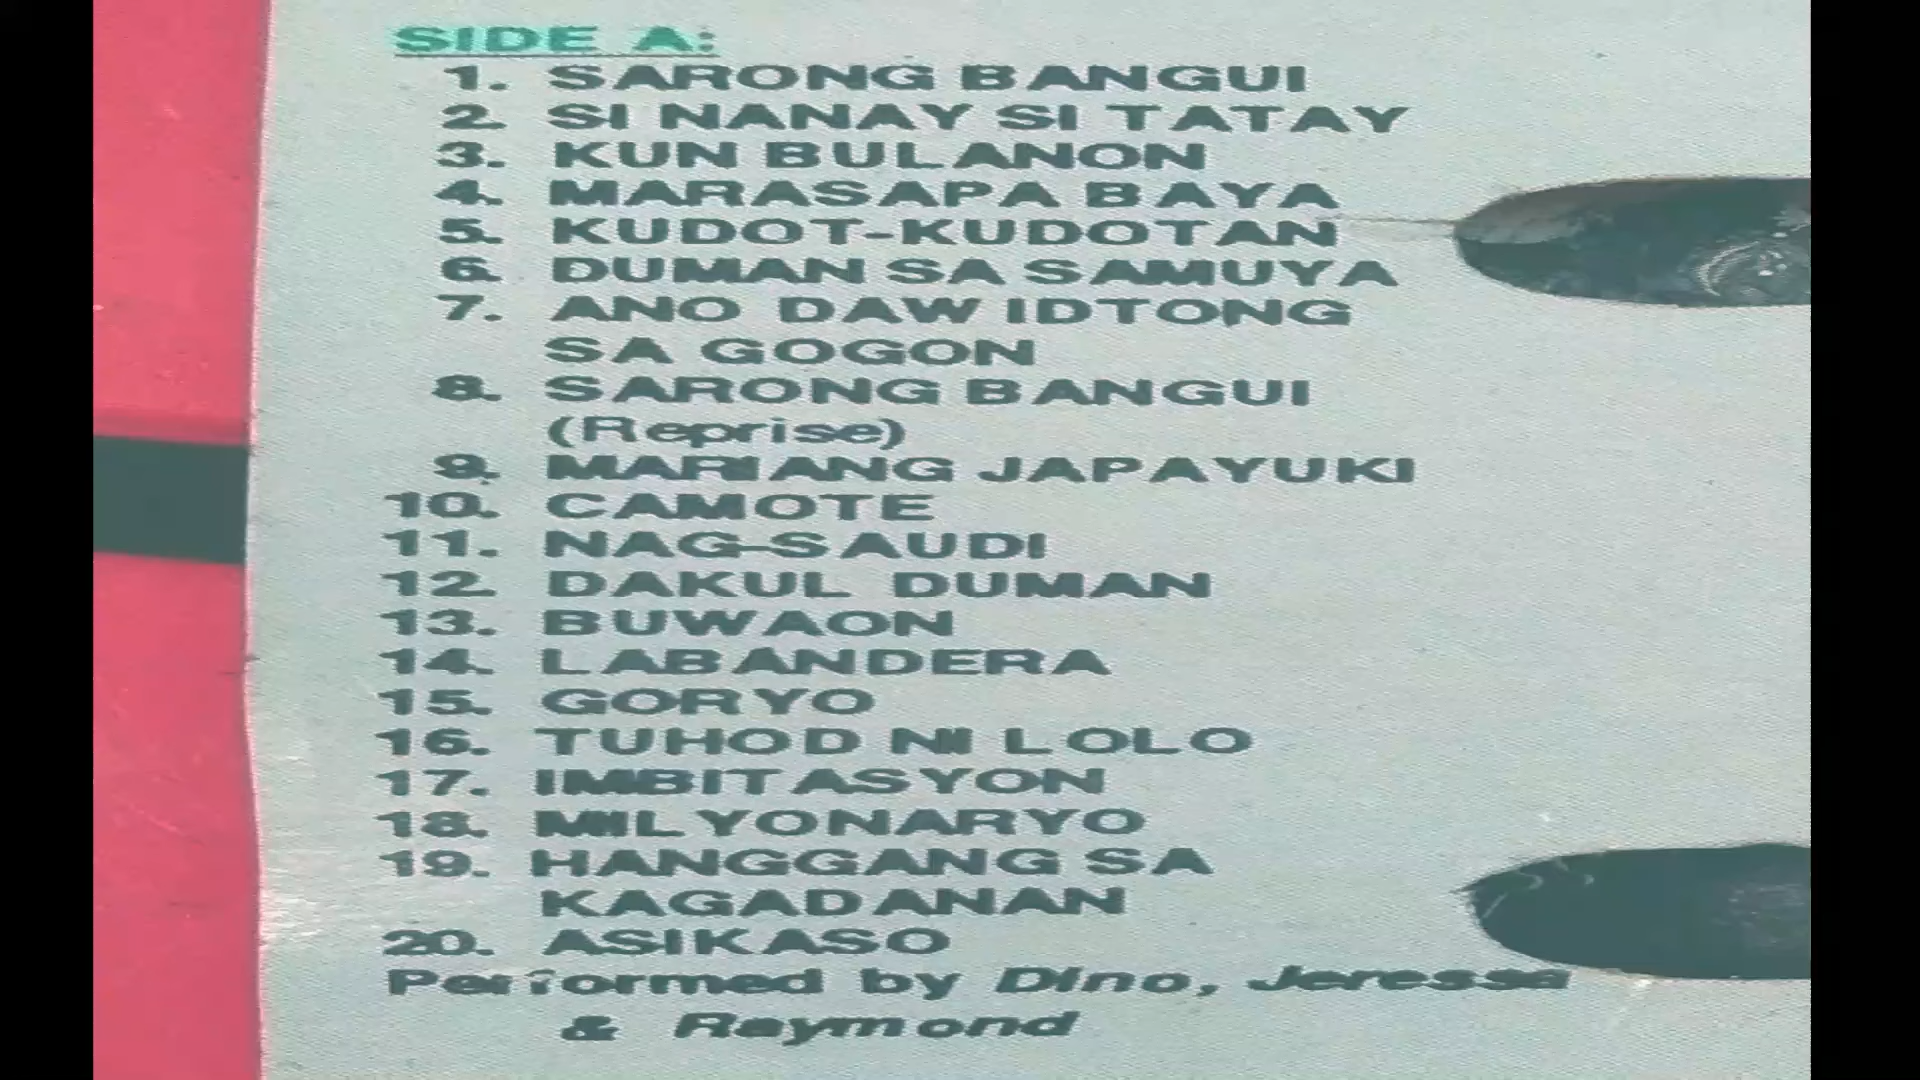 SIDE A:
1. SARONG BANGUI
2. SI NANAY SI TATAY
3. KUN BULANON
4. MARASAPA BAYA
5. KUDOT-KUDOTAN
6. DUMAN SA SAMUYA
7. ANO DAW IDTONG
SA GOGON
8. SARONG BANGUI
(Reprise)
9. MARIANG JAPAYUKI
10. CAMOTE
11. NAG-SAUDI
12. DAKUL DUMAN
13. BUWAON
14. LABANDERA
15. GORYO
16. TUHOD NI LOLO
17. IMBITASYON
18. MILYONARYO
19. HANGGANG SA
KAGADANAN
20. ASIKASO
Performed by Dino, Jeressa
& Raymond